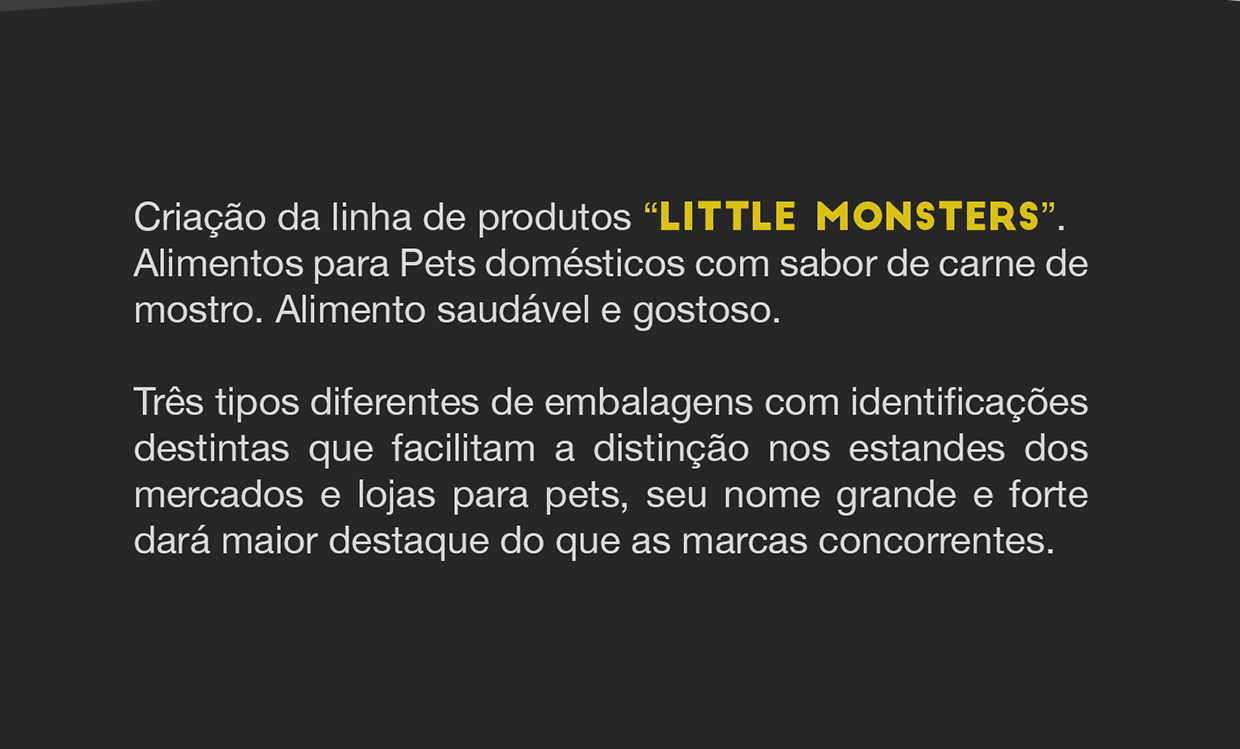 Criação da linha de produtos “LITTLE MONSTERS”.
Alimentos para Pets domésticos com sabor de carne de
mostro. Alimento saudável e gostoso.
Três tipos diferentes de embalagens com identificações
destintas que facilitam a distinção nos estandes dos
mercados e lojas para pets, seu nome grande e forte
dará maior destaque do que as marcas concorrentes.